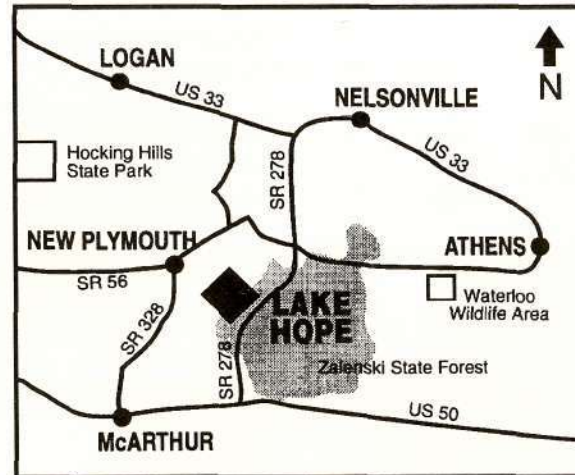 LOGAN
US 33
N
NELSONVILLE
Hocking Hills
State Park
SR 278
US 33
NEW PLYMOUTH
ATHENS
SR 56
LAKE
HOPE
Waterloo
Wildlife Area
SR 328
SR 278
Zalenski State Forest
US 50
McARTHUR